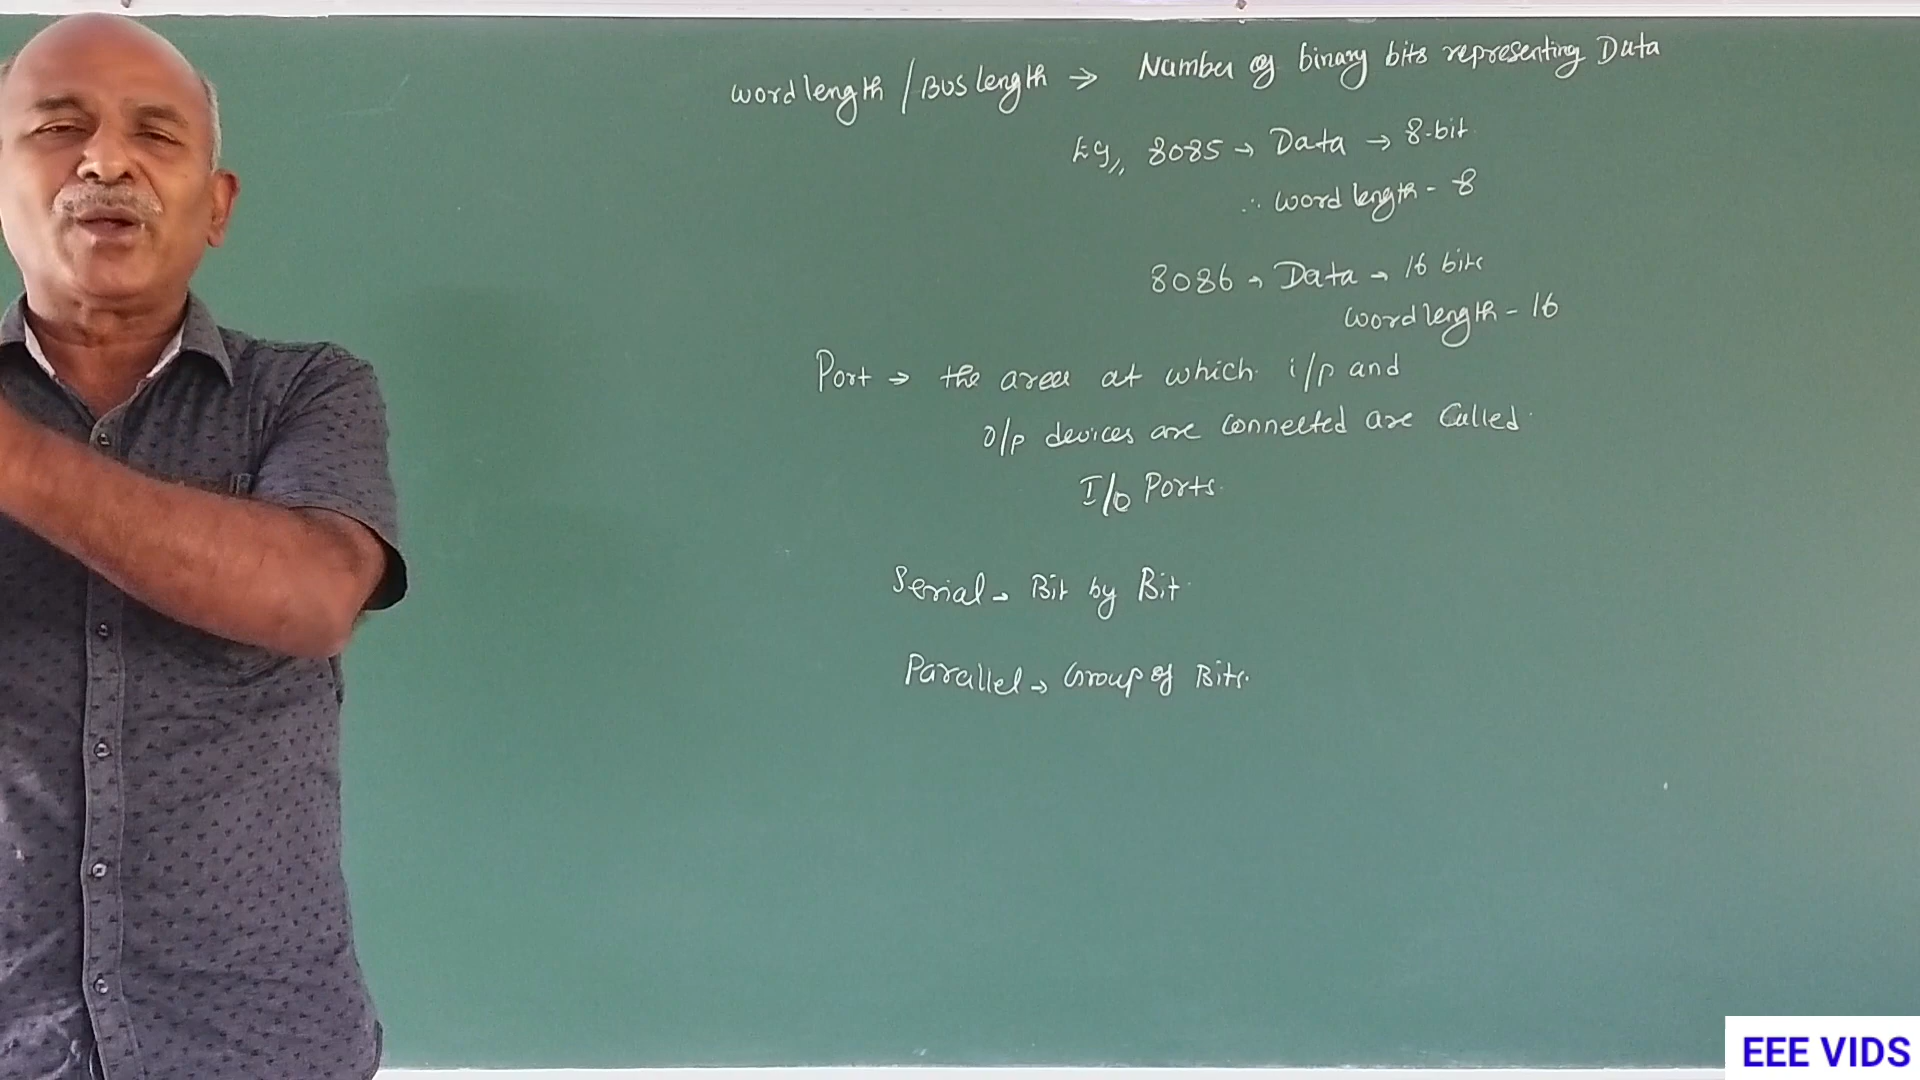 Word length / BUS length → Number of binary bits representing Data
Eg,, 8085 → Data → 8-bit
∴ word length - 8
8086 → Data → 16 bits
word length - 16
Port → the area at which i/p and
O/p devices are connected are Called
I/O Ports.
Serial → Bit by Bit.
Parallel → Group of Bits.
EEE VIDS